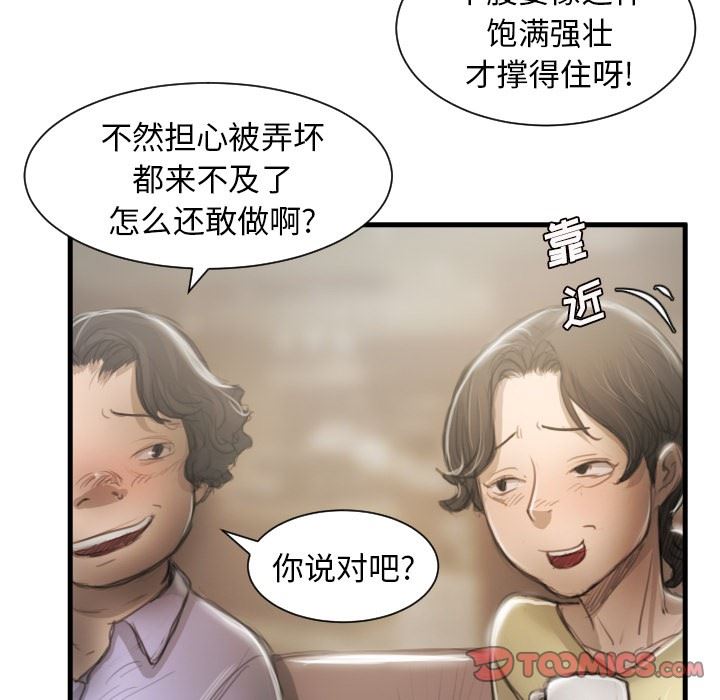 饱满强壮
才撑得住呀!
不然担心被弄坏
都来不及了
怎么还敢做啊?
靠近
你说对吧?
TOOMICS.COM